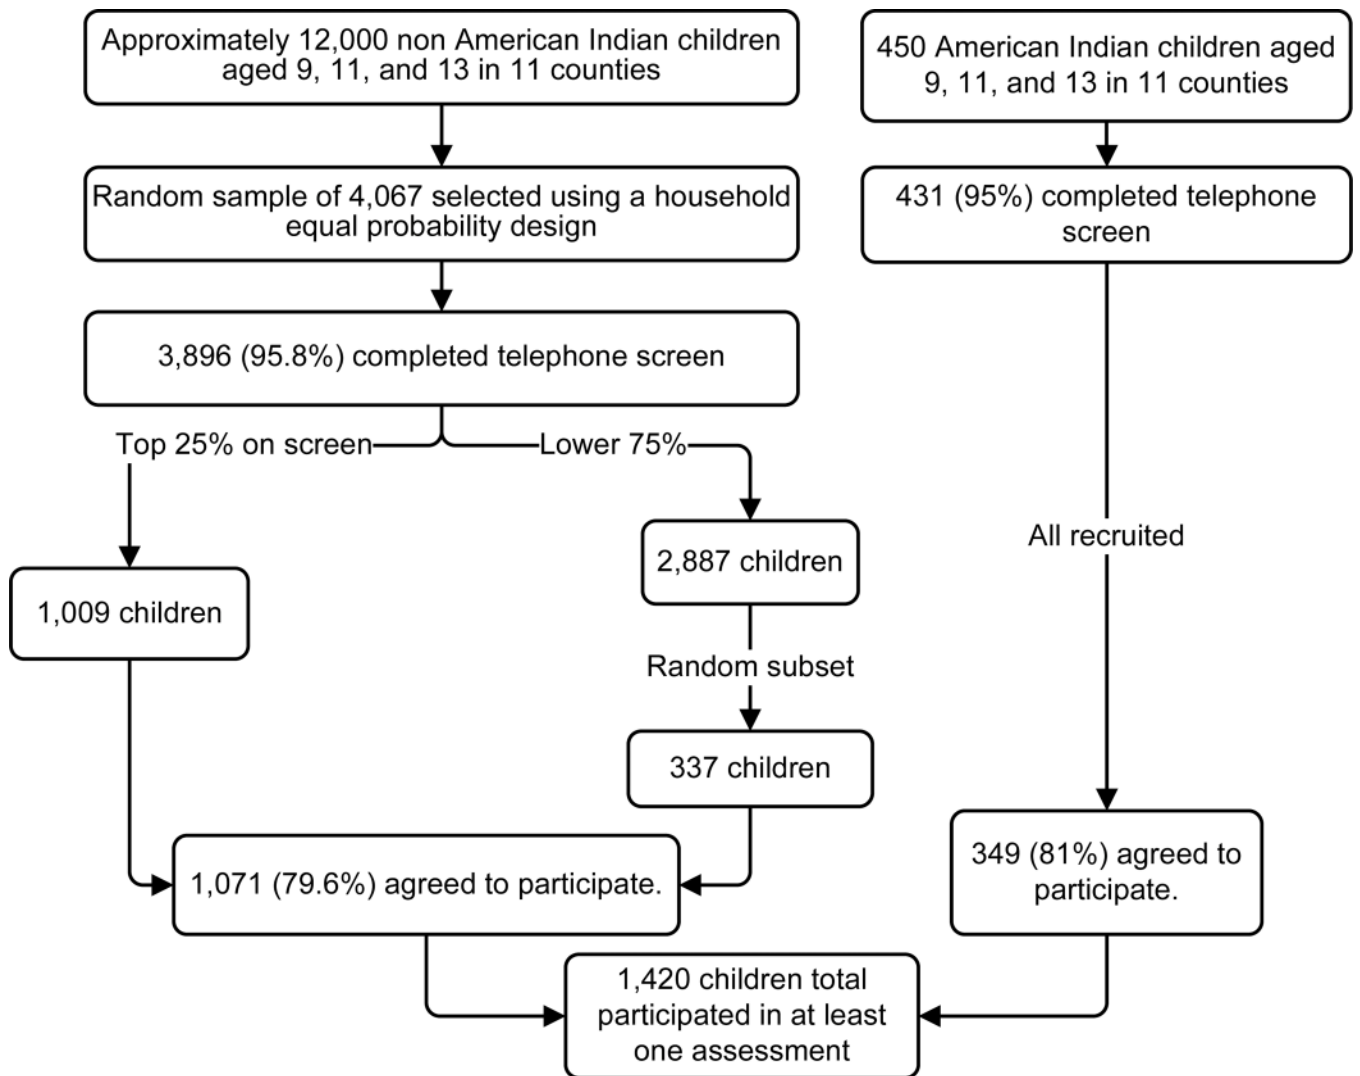 Approximately 12,000 non American Indian children
aged 9, 11, and 13 in 11 counties
450 American Indian children aged
9, 11, and 13 in 11 counties
Random sample of 4,067 selected using a household
equal probability design
431 (95%) completed telephone
screen
3,896 (95.8%) completed telephone screen
Top 25% on screen
Lower 75%
2,887 children
All recruited
1,009 children
Random subset
337 children
1,071 (79.6%) agreed to participate.
349 (81%) agreed to
participate.
1,420 children total
participated in at least
one assessment